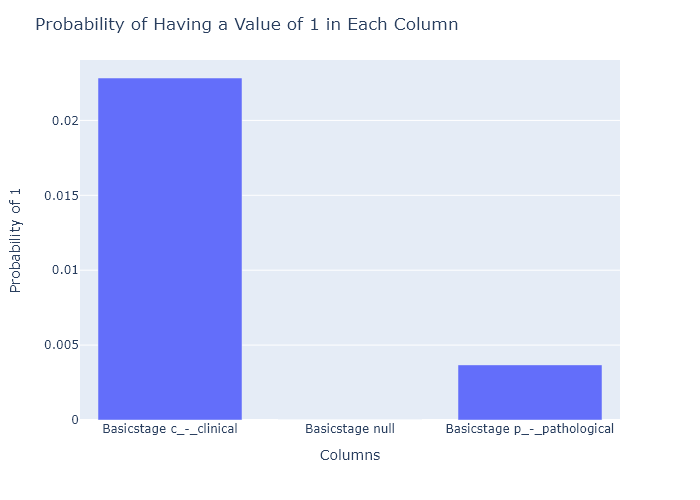 Probability of Having a Value of 1 in Each Column
Probability of 1
0.02
0.015
0.01
0.005
0
Basicstage c_-_clinical
Basicstage null
Basicstage p_-_pathological
Columns